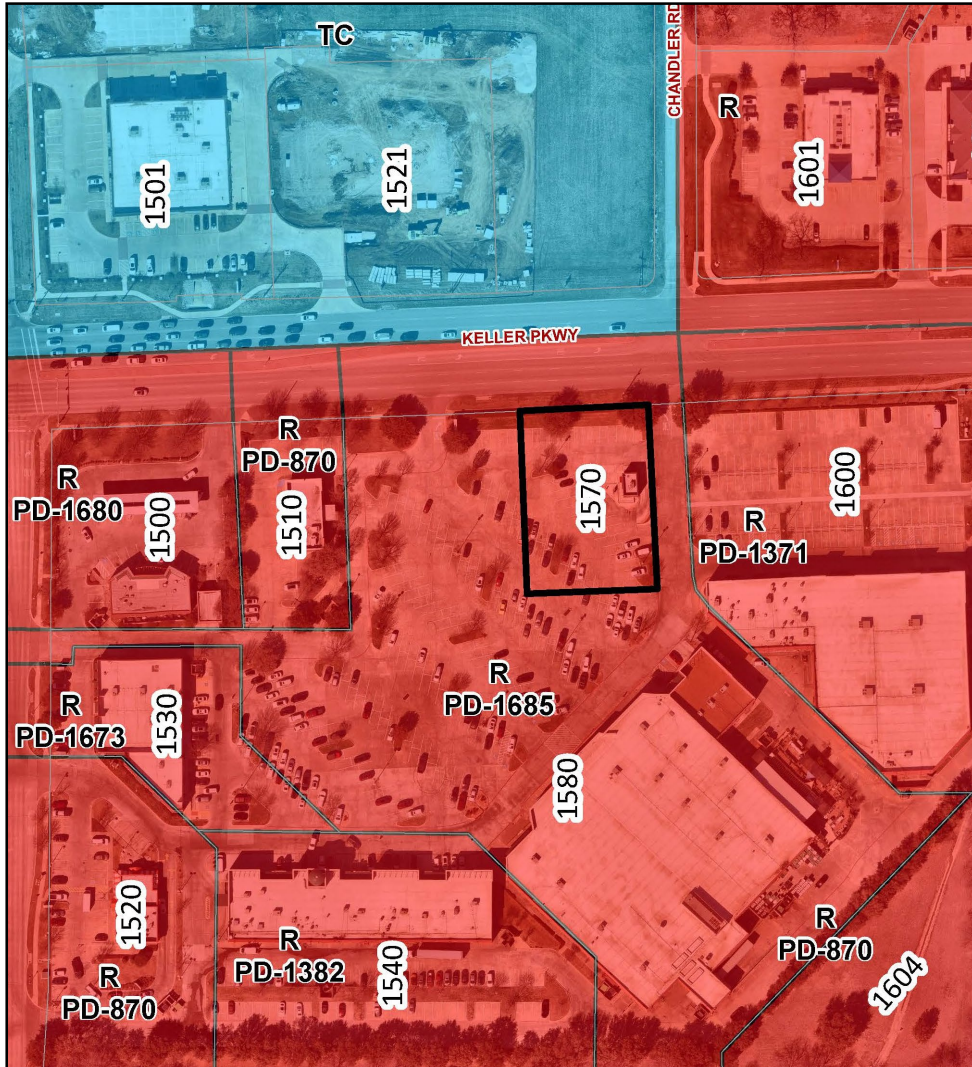 TC
CHANDLER RD
R
1501
1521
1601
KELLER PKWY
R
PD-870
R
PD-1680
1500
1510
1570
1600
R
PD-1371
R
PD-1685
R
PD-1673
1530
1580
1520
R
PD-870
R
PD-1382
1540
R
PD-870
1604